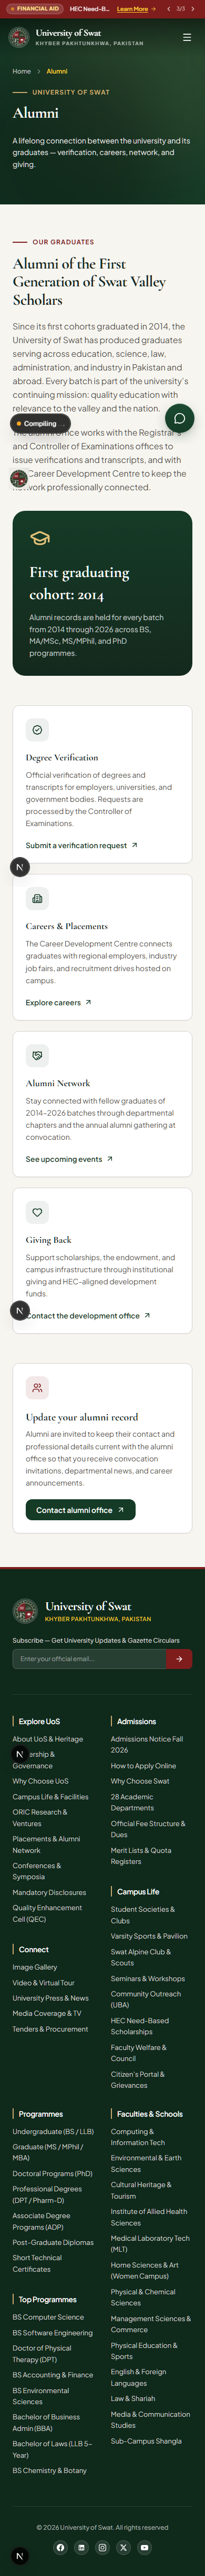 FINANCIAL AID
HEC Need-B...
Learn More
3/3
University of Swat
KHYBER PAKHTUNKHWA, PAKISTAN
Home
Alumni
UNIVERSITY OF SWAT
Alumni
A lifelong connection between the university and its
graduates — verification, careers, network, and
giving.
OUR GRADUATES
Alumni of the First
Generation of Swat Valley
Scholars
Since its first cohorts graduated in 2014, the
University of Swat has produced graduates
serving across education, science, law,
administration, and industry in Pakistan and
abroad. Every batch is part of the university's
continuing mission: quality education with
relevance to the valley and the nation.
Compiling
The alumni office works with the Registrar's
and Controller of Examinations offices to
issue verifications and transcripts, and with
Career Development Centre to keep the
network professionally connected.
First graduating
cohort: 2014
Alumni records are held for every batch
from 2014 through 2026 across BS,
MA/MSc, MS/MPhil, and PhD
programmes.
Degree Verification
Official verification of degrees and
transcripts for employers, universities, and
government bodies. Requests are
processed by the Controller of
Examinations.
Submit a verification request
N
Careers & Placements
The Career Development Centre connects
graduates with regional employers, industry
job fairs, and recruitment drives hosted on
campus.
Explore careers
Alumni Network
Stay connected with fellow graduates of
2014–2026 batches through departmental
chapters and the annual alumni gathering at
convocation.
See upcoming events
Giving Back
Support scholarships, the endowment, and
campus infrastructure through institutional
giving and HEC-aligned development
funds.
N
Contact the development office
Update your alumni record
Alumni are invited to keep their contact and
professional details current with the alumni
office so that they receive convocation
invitations, departmental news, and career
announcements.
Contact alumni office
University of Swat
KHYBER PAKHTUNKHWA, PAKISTAN
Subscribe — Get University Updates & Gazette Circulars
Enter your official email...
Explore UoS
About UoS & Heritage
N
Governance
Why Choose UoS
Campus Life & Facilities
ORIC Research &
Ventures
Placements & Alumni
Network
Conferences &
Symposia
Mandatory Disclosures
Quality Enhancement
Cell (QEC)
Connect
Image Gallery
Video & Virtual Tour
University Press & News
Media Coverage & TV
Tenders & Procurement
Admissions
Admissions Notice Fall
2026
How to Apply Online
Why Choose Swat
28 Academic
Departments
Official Fee Structure &
Dues
Merit Lists & Quota
Registers
Campus Life
Student Societies &
Clubs
Varsity Sports & Pavilion
Swat Alpine Club &
Scouts
Seminars & Workshops
Community Outreach
(UBA)
HEC Need-Based
Scholarships
Faculty Welfare &
Council
Citizen's Portal &
Grievances
Programmes
Undergraduate (BS / LLB)
Graduate (MS / MPhil /
MBA)
Doctoral Programs (PhD)
Professional Degrees
(DPT / Pharm-D)
Associate Degree
Programs (ADP)
Post-Graduate Diplomas
Short Technical
Certificates
Top Programmes
BS Computer Science
BS Software Engineering
Doctor of Physical
Therapy (DPT)
BS Accounting & Finance
BS Environmental
Sciences
Bachelor of Business
Admin (BBA)
Bachelor of Laws (LLB 5-
Year)
BS Chemistry & Botany
Faculties & Schools
Computing &
Information Tech
Environmental & Earth
Sciences
Cultural Heritage &
Tourism
Institute of Allied Health
Sciences
Medical Laboratory Tech
(MLT)
Home Sciences & Art
(Women Campus)
Physical & Chemical
Sciences
Management Sciences &
Commerce
Physical Education &
Sports
English & Foreign
Languages
Law & Shariah
Media & Communication
Studies
Sub-Campus Shangla
© 2026 University of Swat. All rights reserved
N